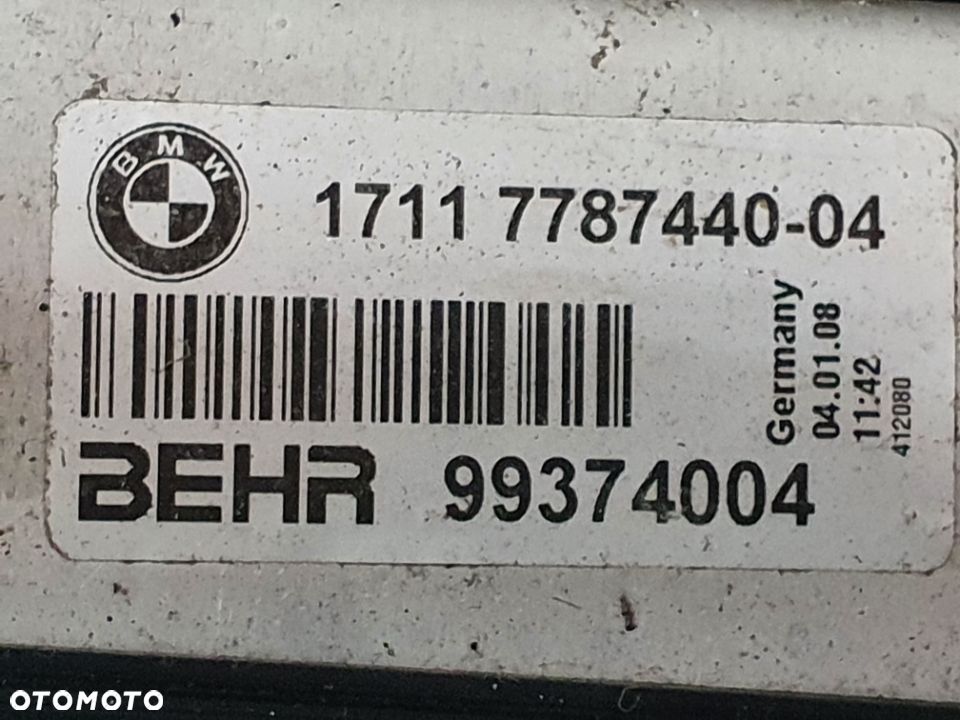 BMW
1711 7787440-04
Germany
04.01.08
11:42
412080
BEHR 99374004
OTOMOTO